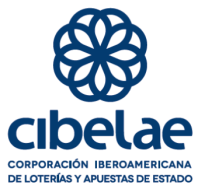 cibelae
CORPORACIÓN IBEROAMERICANA
DE LOTERÍAS Y APUESTAS DE ESTADO